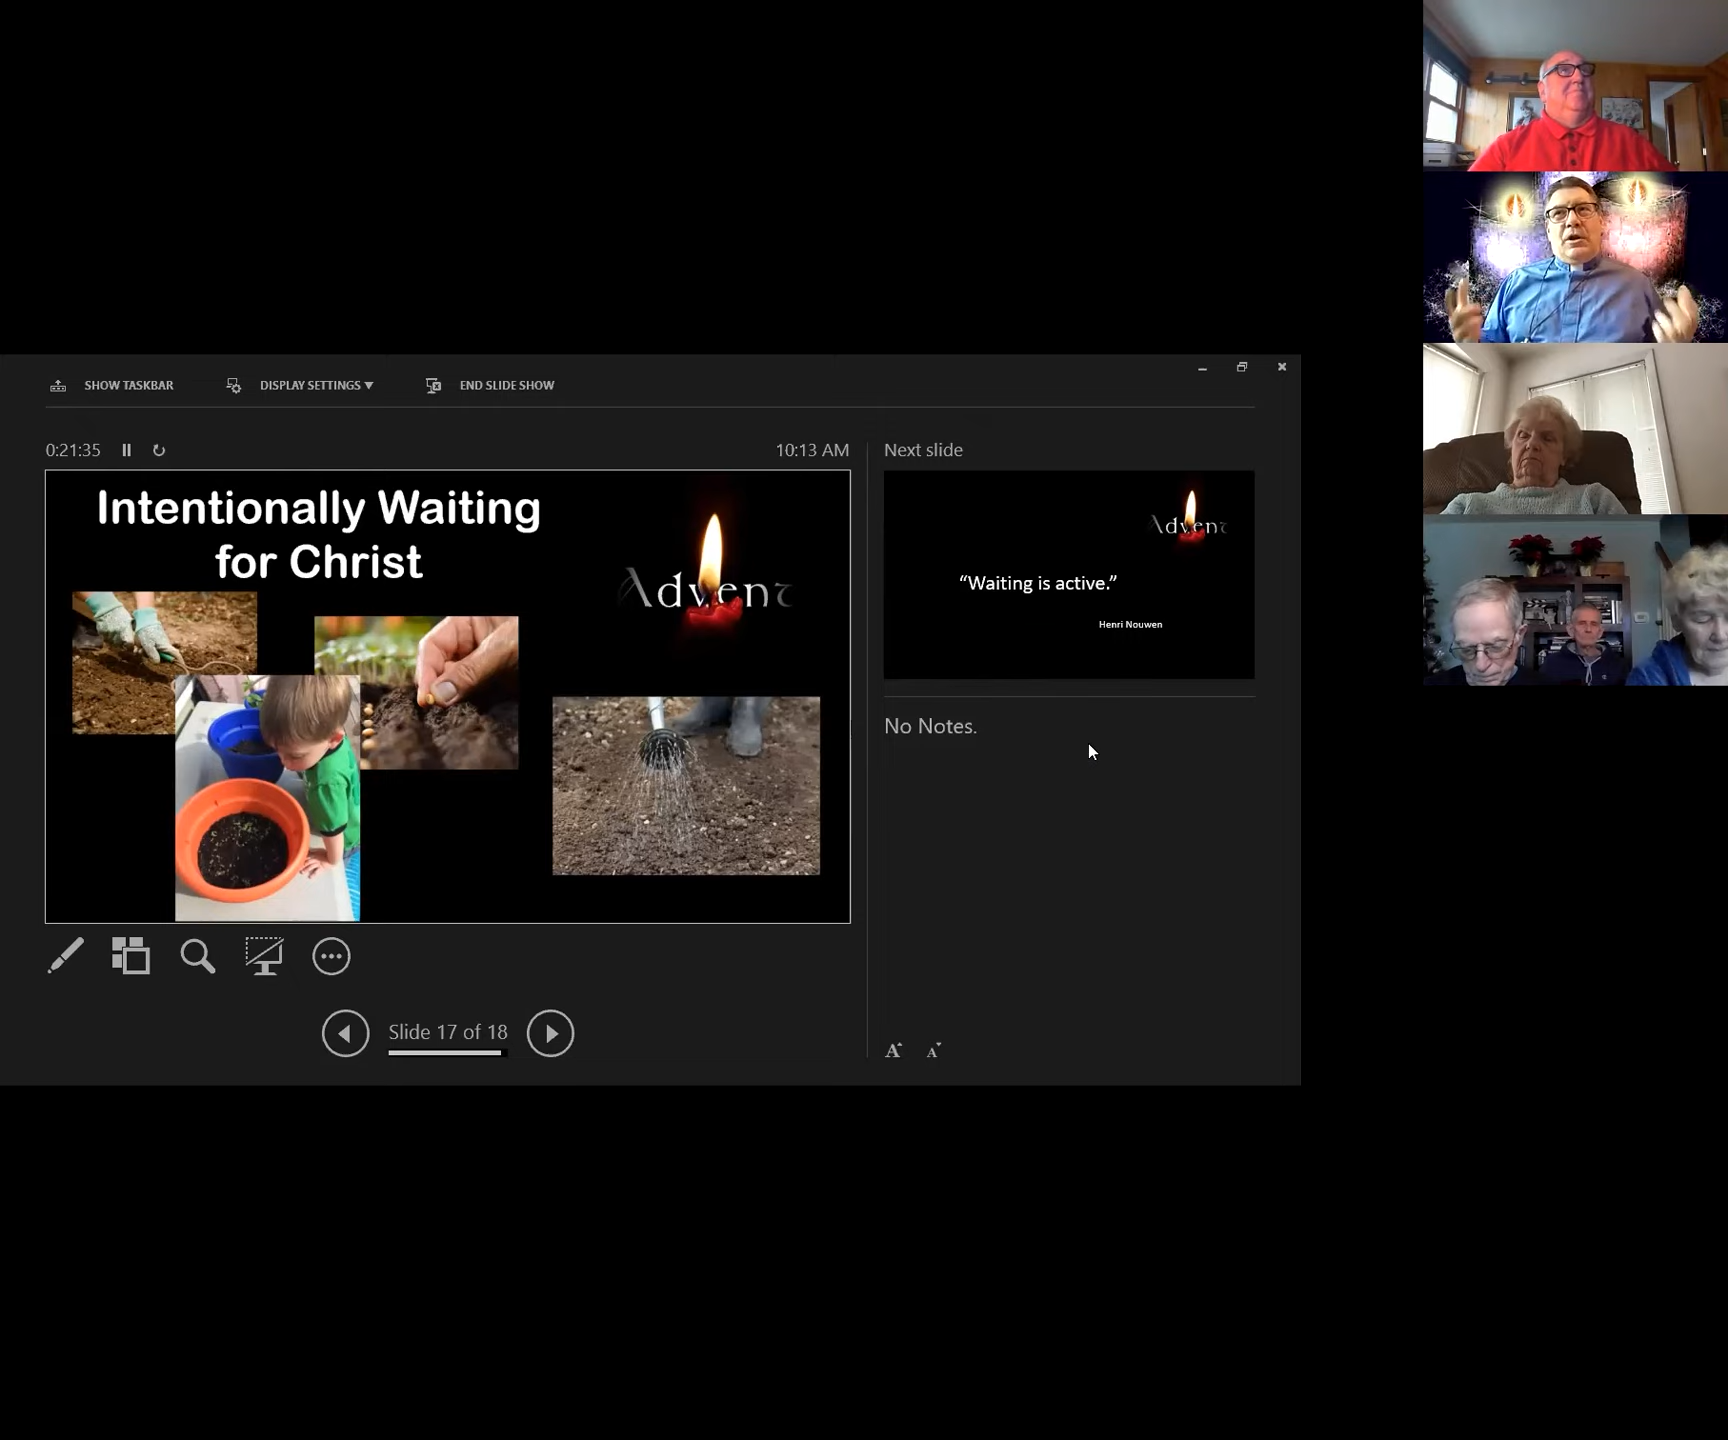 SHOW TASKBAR
DISPLAY SETTINGS ▼
END SLIDE SHOW
0:21:35
10:13 AM
Intentionally Waiting
for Christ
Advent
Next slide
Advent
“Waiting is active.”
Henri Nouwen
No Notes.
Slide 17 of 18
A
A